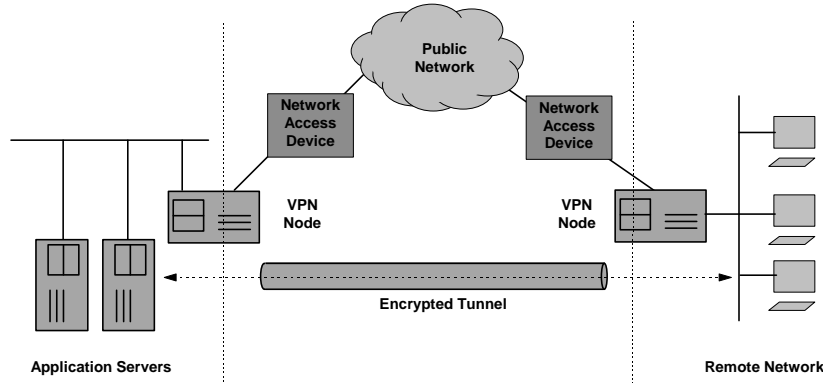 Public
Network
Network
Access
Device
Network
Access
Device
VPN
Node
VPN
Node
Encrypted Tunnel
Application Servers
Remote Network